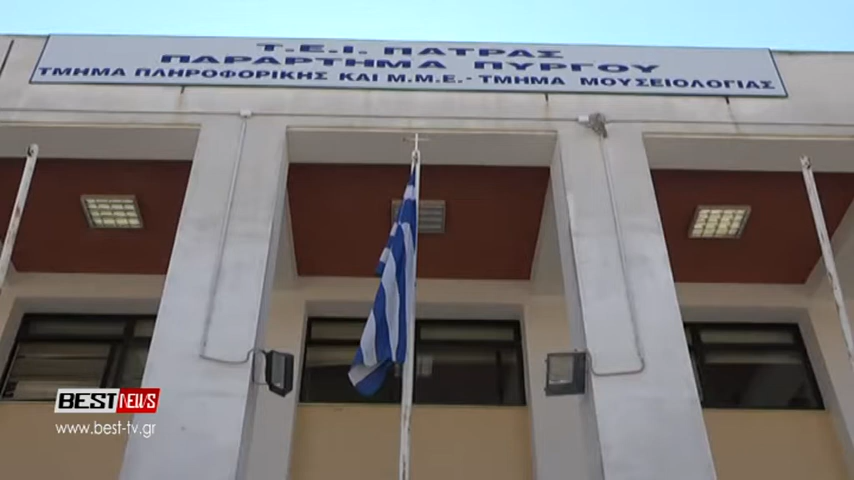 Τ.Ε.Ι. ΠΑΤΡΑΣ
ΠΑΡΑΡΤΗΜΑ ΠΥΡΓΟΥ
ΤΜΗΜΑ ΠΛΗΡΟΦΟΡΙΚΗΣ ΚΑΙ Μ.Μ.Ε.-ΤΜΗΜΑ ΜΟΥΣΕΙΟΛΟΓΙΑΣ
BEST NEWS
www.best-tv.gr